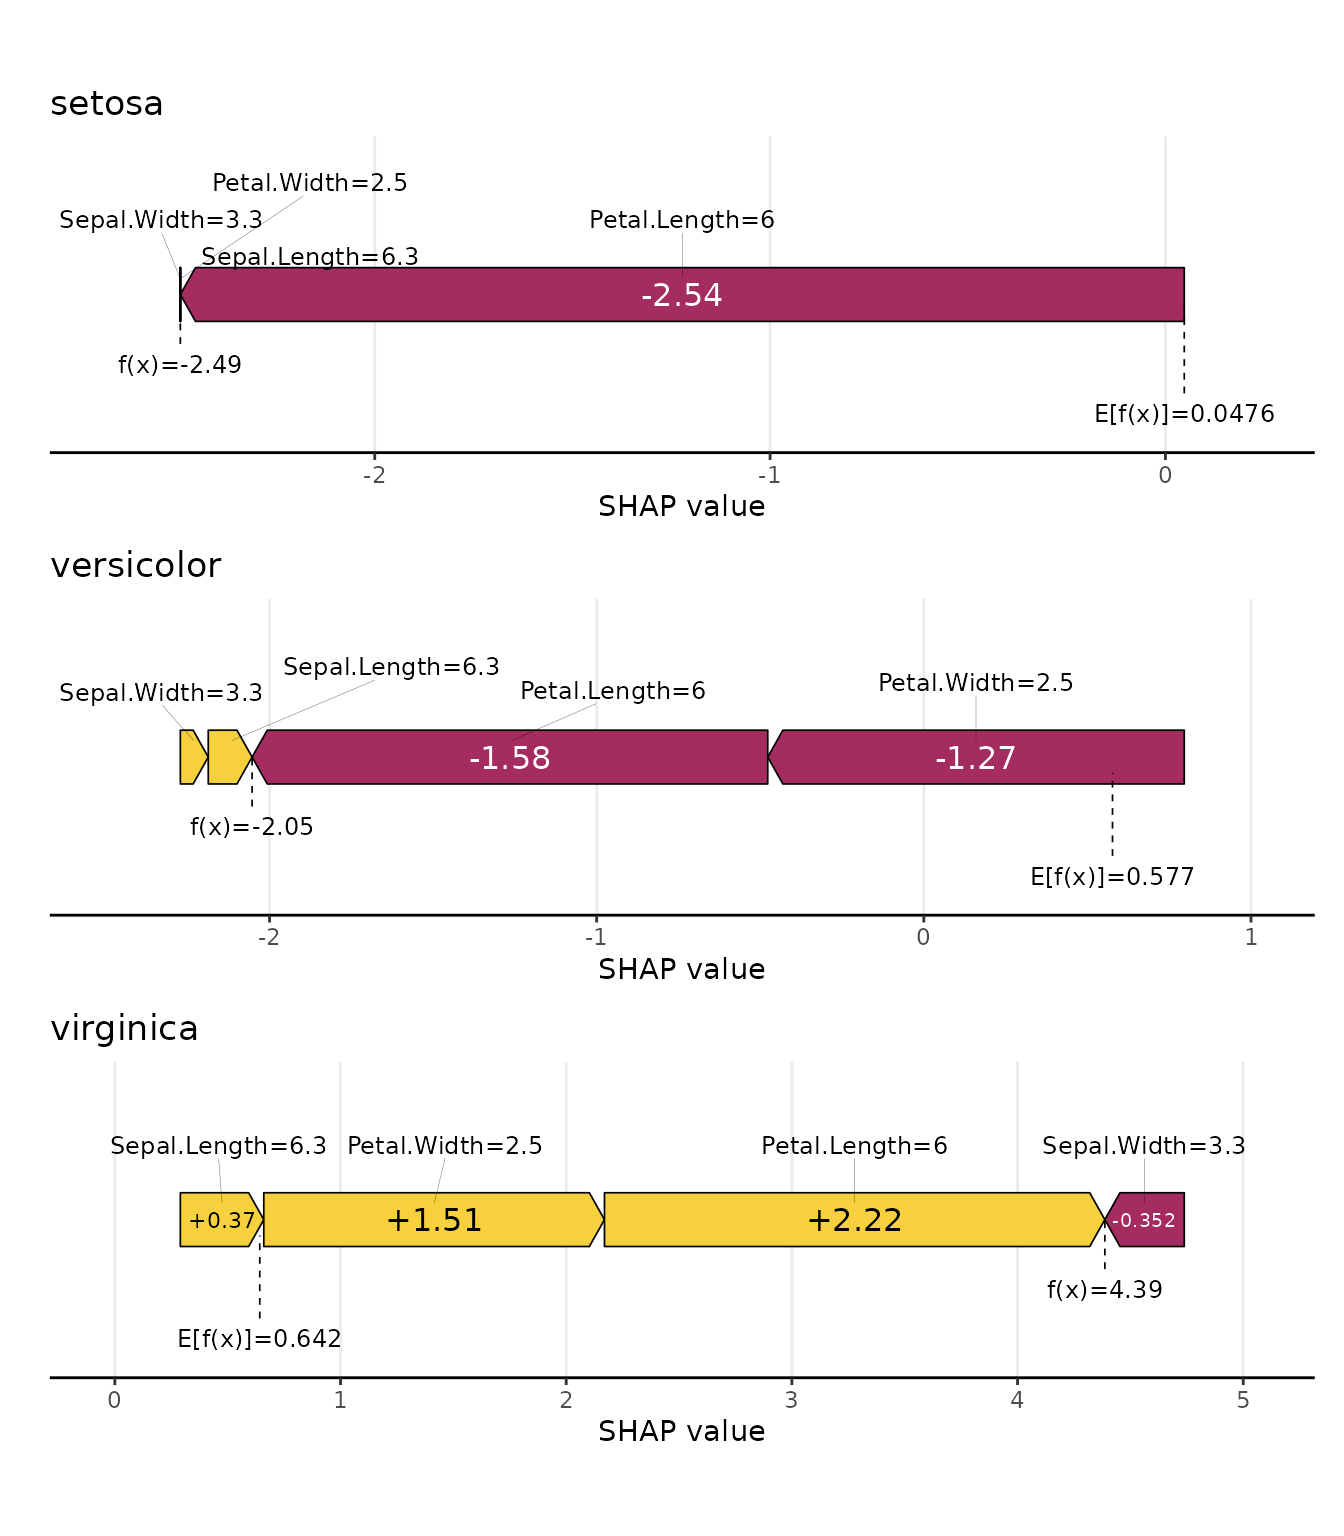 setosa
Petal.Width=2.5
Sepal.Width=3.3
Petal.Length=6
Sepal.Length=6.3
-2.54
f(x)=-2.49
E[f(x)]=0.0476
-2 -1 0
SHAP value
versicolor
Sepal.Length=6.3
Petal.Width=2.5
Petal.Length=6
Sepal.Width=3.3
-1.58 -1.27
f(x)=-2.05
E[f(x)]=0.577
-2 -1 0 1
SHAP value
virginica
Sepal.Length=6.3 Petal.Width=2.5 Petal.Length=6 Sepal.Width=3.3
+0.37 +1.51 +2.22 -0.352
f(x)=4.39
E[f(x)]=0.642
0 1 2 3 4 5
SHAP value